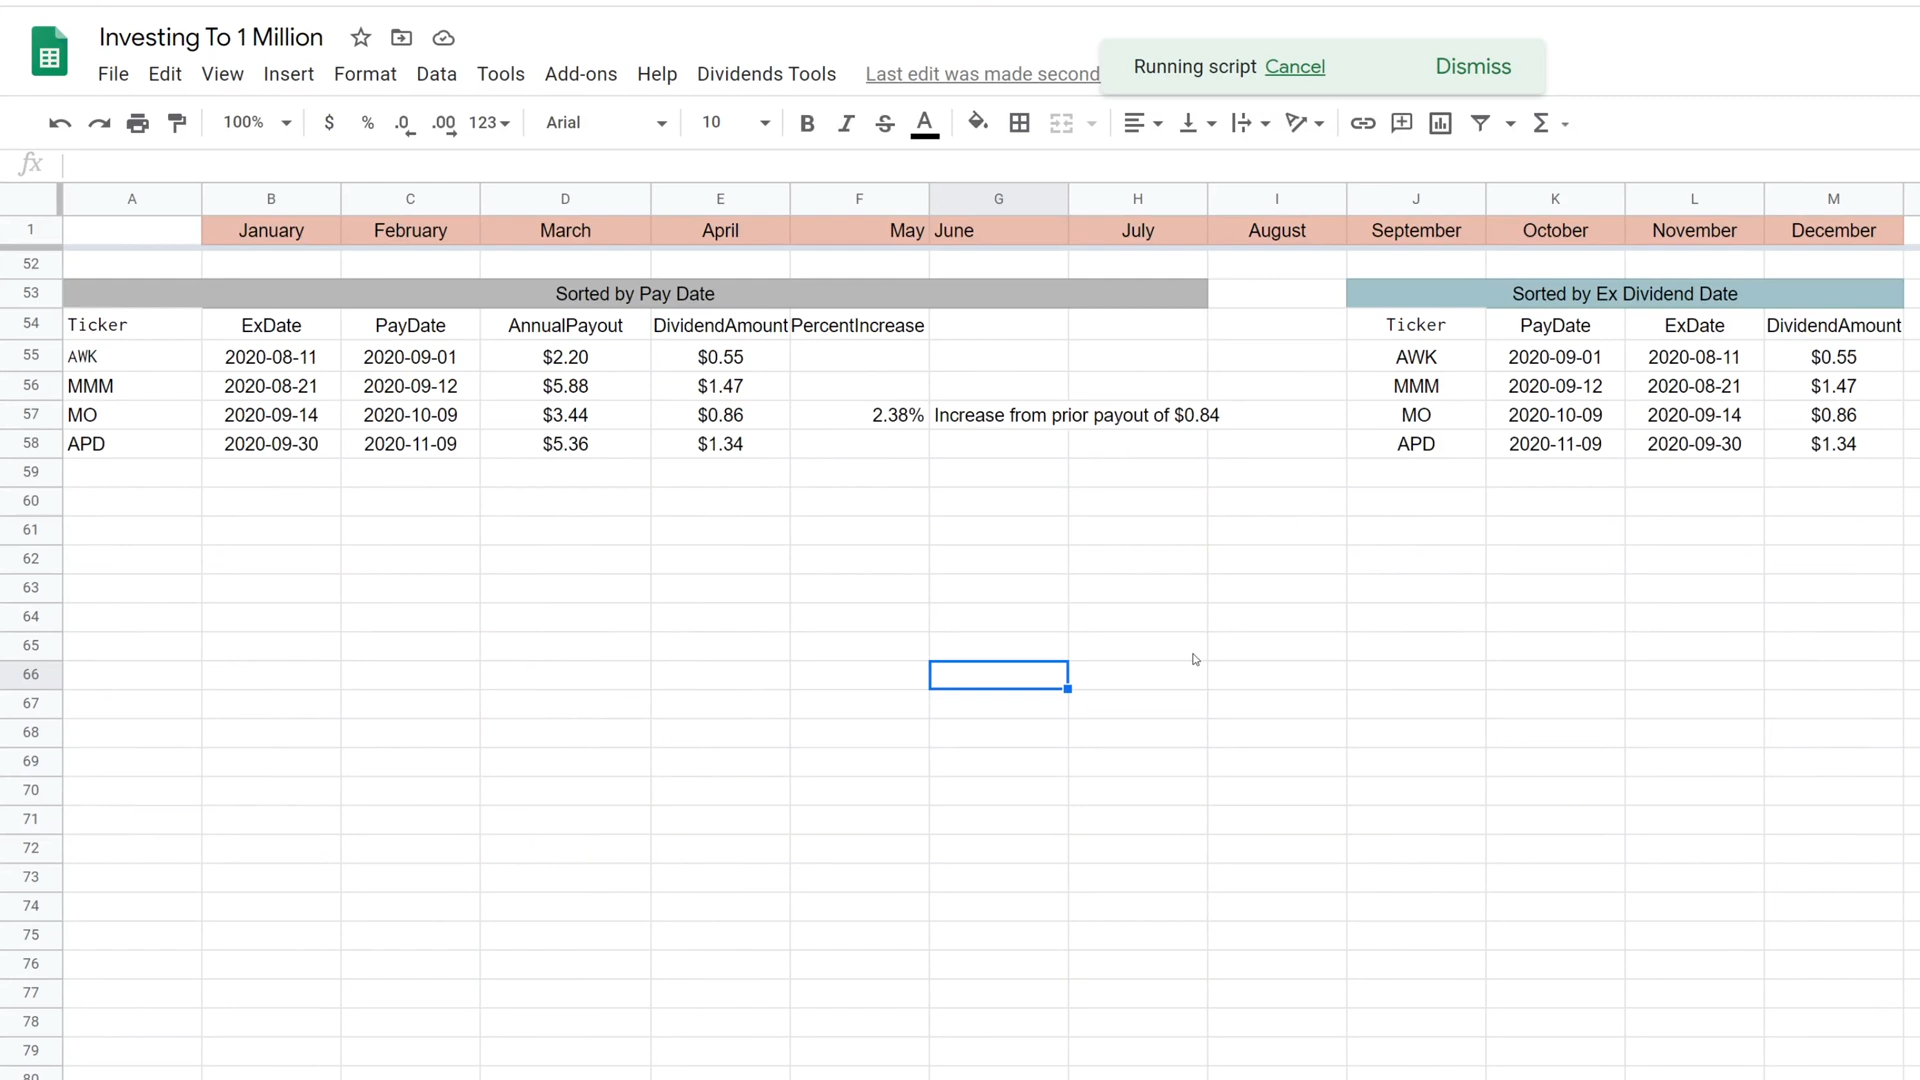 Investing To 1 Million
File Edit View Insert Format Data Tools Add-ons Help Dividends Tools Last edit was made second
Running script Cancel Dismiss
100% $ % .0 .00 123 Arial 10 B I S A Σ
fx
A B C D E F G H I J K L M
1 January February March April May June July August September October November December
52
53 Sorted by Pay Date Sorted by Ex Dividend Date
54 Ticker ExDate PayDate AnnualPayout DividendAmount PercentIncrease Ticker PayDate ExDate DividendAmount
55 AWK 2020-08-11 2020-09-01 $2.20 $0.55 AWK 2020-09-01 2020-08-11 $0.55
56 MMM 2020-08-21 2020-09-12 $5.88 $1.47 MMM 2020-09-12 2020-08-21 $1.47
57 MO 2020-09-14 2020-10-09 $3.44 $0.86 2.38% Increase from prior payout of $0.84 MO 2020-10-09 2020-09-14 $0.86
58 APD 2020-09-30 2020-11-09 $5.36 $1.34 APD 2020-11-09 2020-09-30 $1.34
59
60
61
62
63
64
65
66
67
68
69
70
71
72
73
74
75
76
77
78
79
80